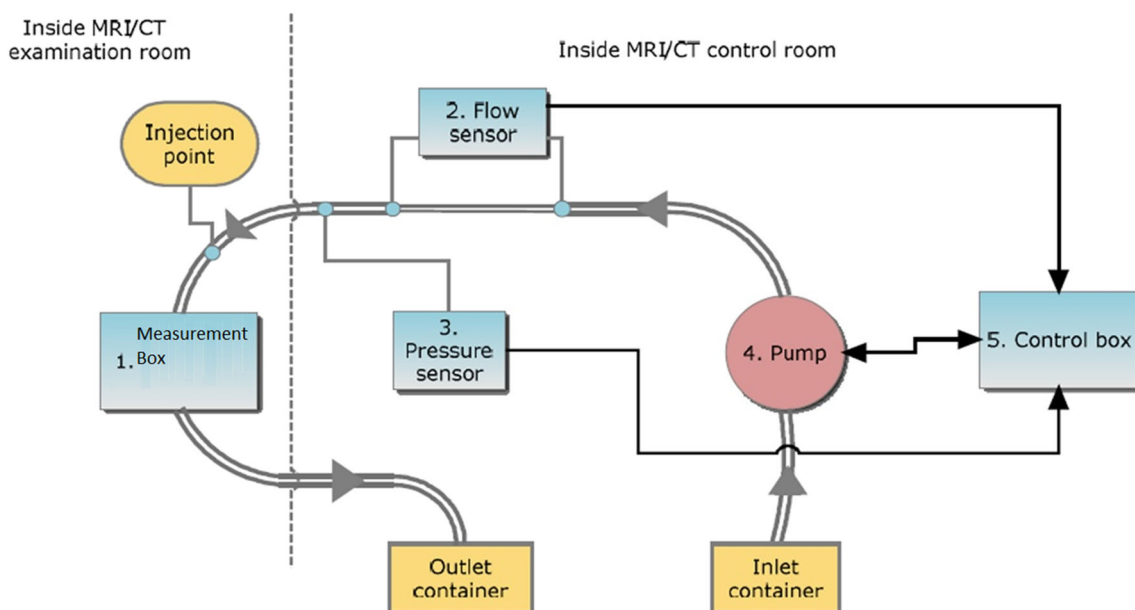 Inside MRI/CT
examination room
Inside MRI/CT control room
2. Flow
sensor
Injection
point
1. Measurement
Box
3.
Pressure
sensor
4. Pump
5. Control box
Outlet
container
Inlet
container